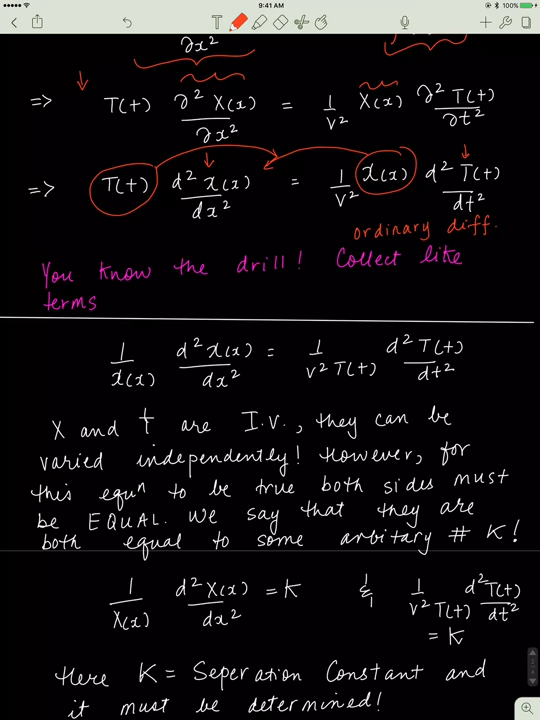 9:41 AM
100%
∂x²
=> T(t) ∂²X(x)/∂x² = 1/v² X(x) ∂²T(t)/∂t²
=> T(t) d²X(x)/dx² = 1/v² X(x) d²T(t)/dt²
ordinary diff.
You know the drill! Collect like
terms
1/X(x) d²X(x)/dx² = 1/v²T(t) d²T(t)/dt²
X and t are I.V., they can be
varied independently! However, for
this equⁿ to be true both sides must
be EQUAL. We say that they are
both equal to some arbitary # K!
1/X(x) d²X(x)/dx² = K & 1/v²T(t) d²T(t)/dt²
= K
Here K = Seperation Constant and
it must be determined!